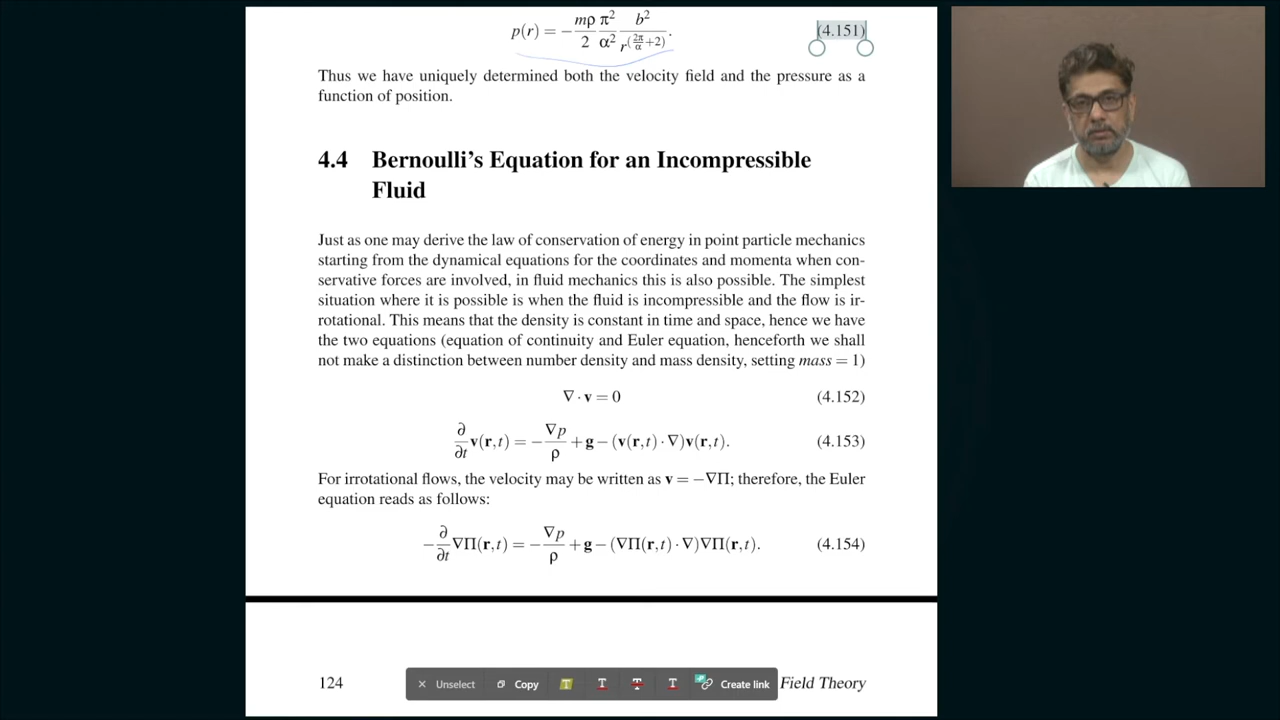 p(r) = − mρ/2 π²/α² b²/r^(2π/α +2). (4.151)
Thus we have uniquely determined both the velocity field and the pressure as a
function of position.
4.4 Bernoulli's Equation for an Incompressible
Fluid
Just as one may derive the law of conservation of energy in point particle mechanics
starting from the dynamical equations for the coordinates and momenta when con-
servative forces are involved, in fluid mechanics this is also possible. The simplest
situation where it is possible is when the fluid is incompressible and the flow is ir-
rotational. This means that the density is constant in time and space, hence we have
the two equations (equation of continuity and Euler equation, henceforth we shall
not make a distinction between number density and mass density, setting mass = 1)
∇ · v = 0 (4.152)
∂/∂t v(r,t) = − ∇p/ρ + g − (v(r,t) · ∇)v(r,t). (4.153)
For irrotational flows, the velocity may be written as v = −∇Π; therefore, the Euler
equation reads as follows:
− ∂/∂t ∇Π(r,t) = − ∇p/ρ + g − (∇Π(r,t) · ∇)∇Π(r,t). (4.154)
124 × Unselect Copy T T T T Create link Field Theory